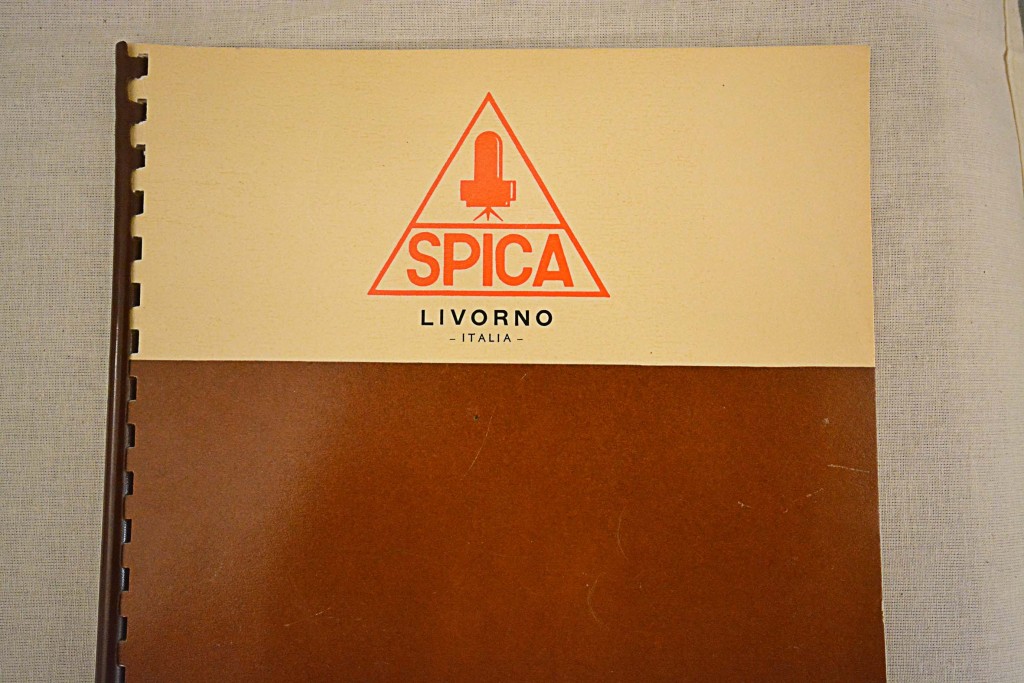 SPICA
LIVORNO
– ITALIA –